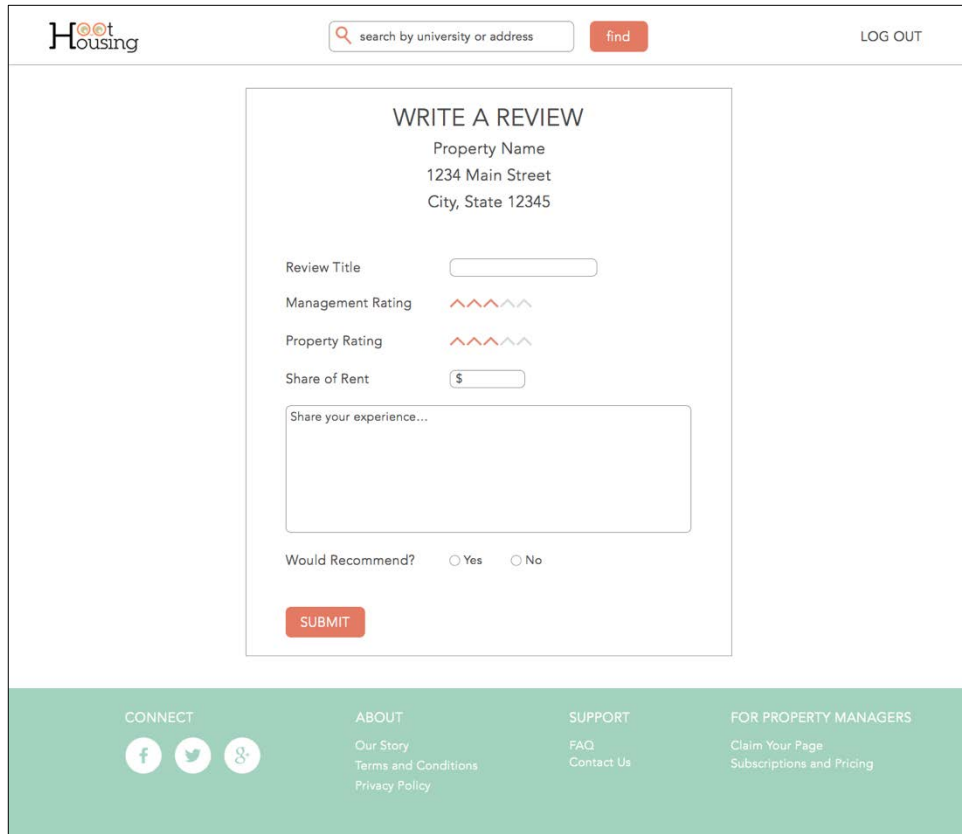 Hoot
Housing
search by university or address
find
LOG OUT
WRITE A REVIEW
Property Name
1234 Main Street
City, State 12345
Review Title
Management Rating
Property Rating
Share of Rent
$
Share your experience...
Would Recommend?
Yes
No
SUBMIT
CONNECT
f
g+
ABOUT
Our Story
Terms and Conditions
Privacy Policy
SUPPORT
FAQ
Contact Us
FOR PROPERTY MANAGERS
Claim Your Page
Subscriptions and Pricing